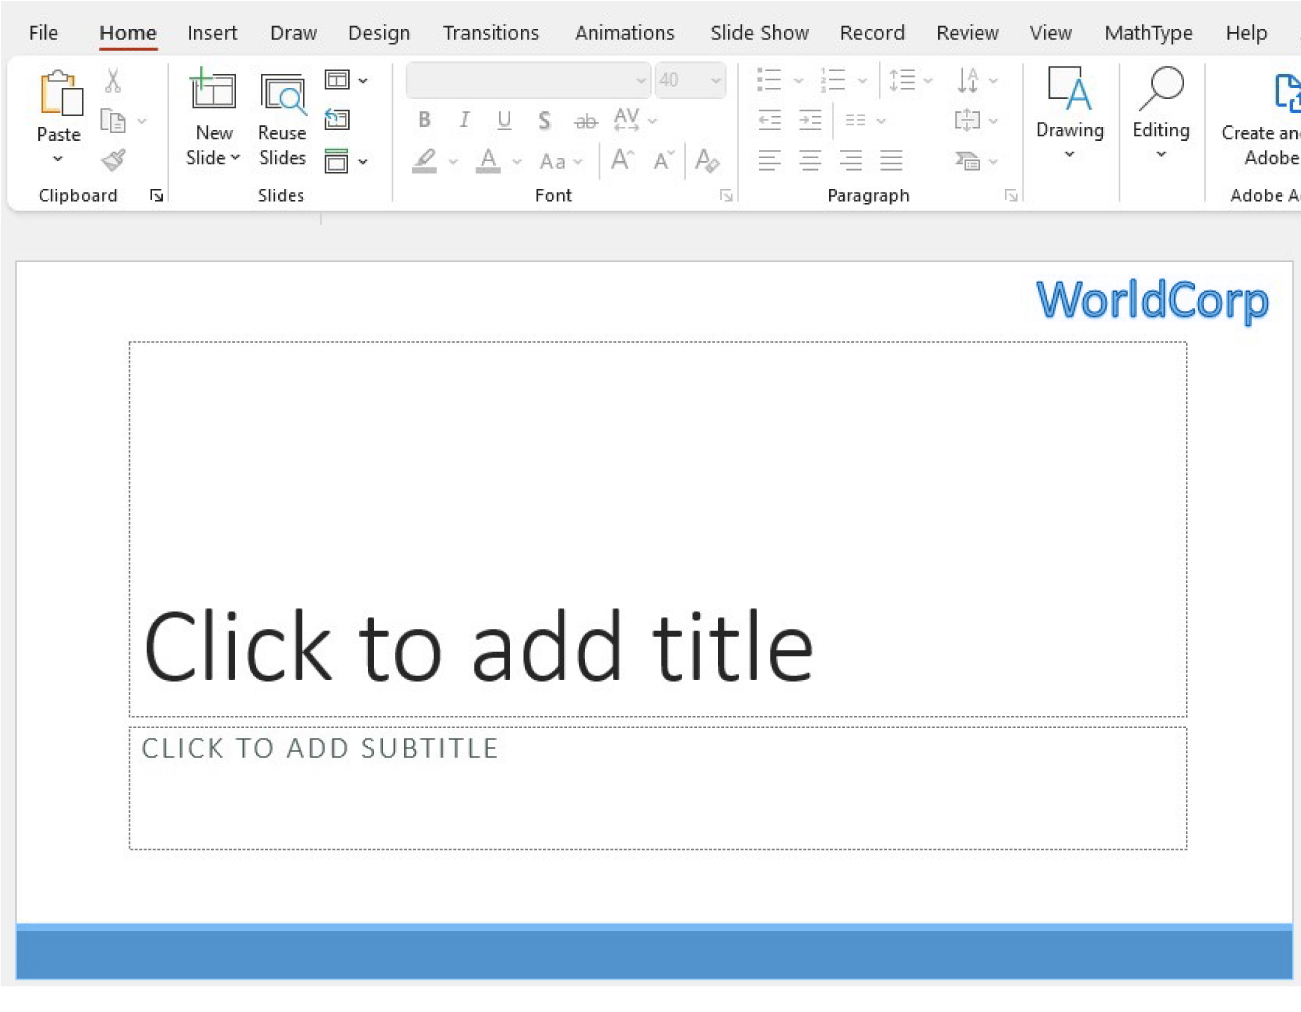 File Home Insert Draw Design Transitions Animations Slide Show Record Review View MathType Help
40
Paste
New
Slide
Reuse
Slides
B I U S ab AV
A Aa A A A
Drawing
Editing
Create an
Adobe
Clipboard Slides Font Paragraph Adobe A
WorldCorp
Click to add title
CLICK TO ADD SUBTITLE